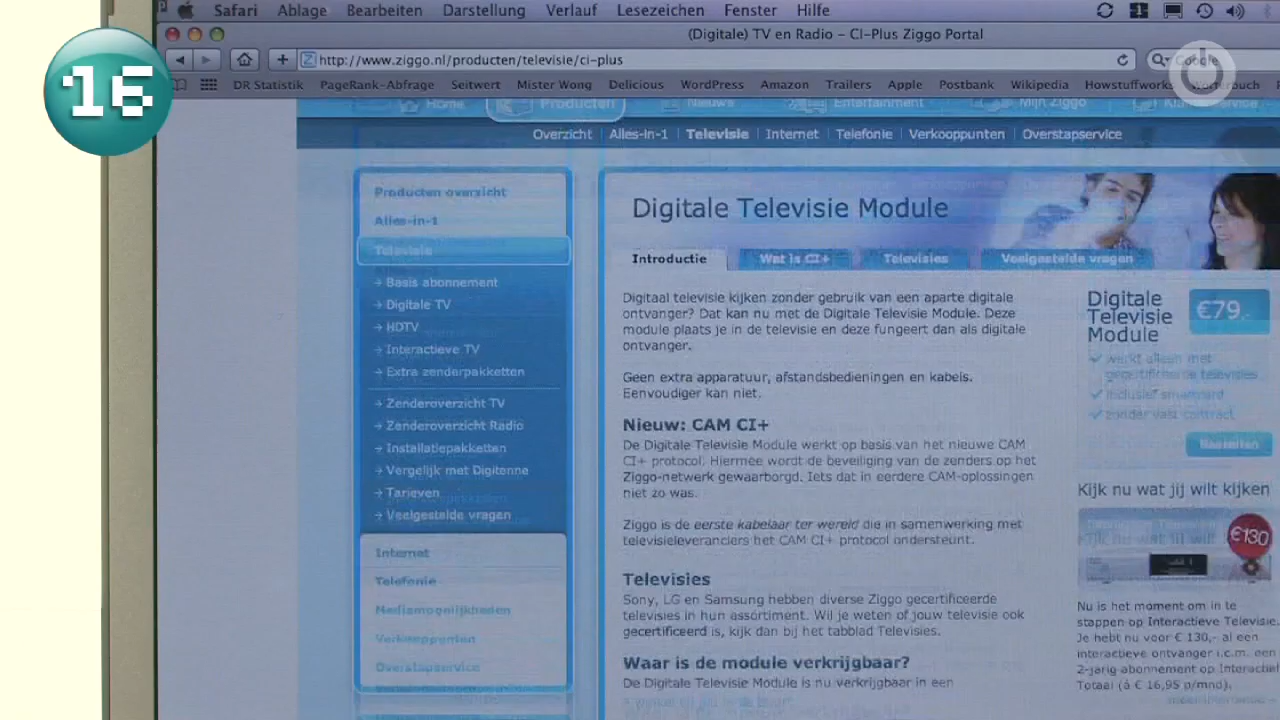 16
Safari Ablage Bearbeiten Darstellung Verlauf Lesezeichen Fenster Hilfe
(Digitale) TV en Radio – CI-Plus Ziggo Portal
http://www.ziggo.nl/producten/televisie/ci-plus
Google
DR Statistik PageRank-Abfrage Seitwert Mister Wong Delicious WordPress Amazon Trailers Apple Postbank Wikipedia Howstuffworks
Home Producten Nieuws Entertainment Mijn Ziggo
Overzicht Alles-in-1 Televisie Internet Telefonie Verkooppunten Overstapservice
Producten overzicht
Alles-in-1
Televisie
Basis abonnement
Digitale TV
HDTV
Interactieve TV
Extra zenderpakketten
Zenderoverzicht TV
Zenderoverzicht Radio
Installatiepakketten
Vergelijk met Digitenne
Tarieven
Veelgestelde vragen
Internet
Telefonie
Mediamogelijkheden
Verkooppunten
Overstapservice
Digitale Televisie Module
Introductie Wat is CI+ Televisies Veelgestelde vragen
Digitaal televisie kijken zonder gebruik van een aparte digitale
ontvanger? Dat kan nu met de Digitale Televisie Module. Deze
module plaats je in de televisie en deze fungeert dan als digitale
ontvanger.
Geen extra apparatuur, afstandsbedieningen en kabels.
Eenvoudiger kan niet.
Nieuw: CAM CI+
De Digitale Televisie Module werkt op basis van het nieuwe CAM
CI+ protocol. Hiermee wordt de beveiliging van de zenders op het
Ziggo-netwerk gewaarborgd. Iets dat in eerdere CAM-oplossingen
niet zo was.
Ziggo is de eerste kabelaar ter wereld die in samenwerking met
televisieleveranciers het CAM CI+ protocol ondersteunt.
Televisies
Sony, LG en Samsung hebben diverse Ziggo gecertificeerde
televisies in hun assortiment. Wil je weten of jouw televisie ook
gecertificeerd is, kijk dan bij het tabblad Televisies.
Waar is de module verkrijgbaar?
De Digitale Televisie Module is nu verkrijgbaar in een
Digitale
Televisie
Module
€79,-
werkt alleen met
gecertificeerde televisies
inclusief smartcard
zonder vast contract
Bestellen
Kijk nu wat jij wilt kijken
€130
Nu is het moment om in te
stappen op Interactieve Televisie.
Je hebt nu voor € 130,- al een
interactieve ontvanger i.c.m. een
2-jarig abonnement op Interactief
Totaal (á € 16,95 p/mnd).